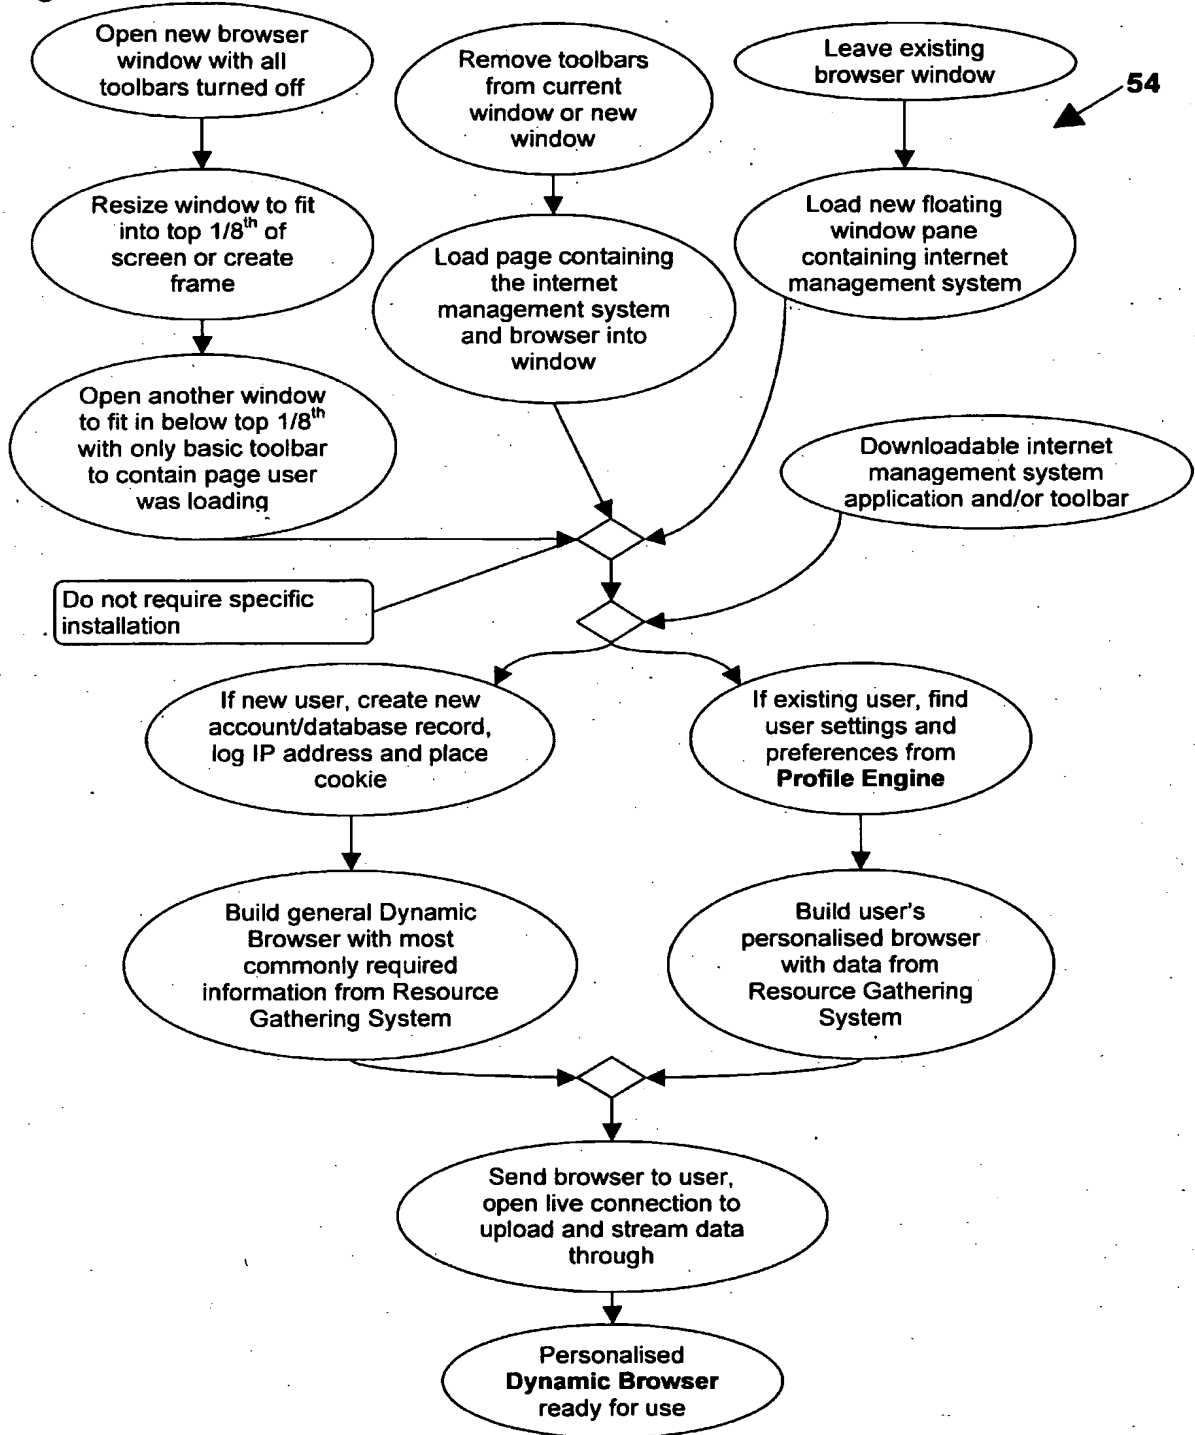 Open new browser
window with all
toolbars turned off
Remove toolbars
from current
window or new
window
Leave existing
browser window
54
Resize window to fit
into top 1/8th of
screen or create
frame
Load page containing
the internet
management system
and browser into
window
Load new floating
window pane
containing internet
management system
Open another window
to fit in below top 1/8th
with only basic toolbar
to contain page user
was loading
Downloadable internet
management system
application and/or toolbar
Do not require specific
installation
If new user, create new
account/database record,
log IP address and place
cookie
If existing user, find
user settings and
preferences from
Profile Engine
Build general Dynamic
Browser with most
commonly required
information from Resource
Gathering System
Build user's
personalised browser
with data from
Resource Gathering
System
Send browser to user,
open live connection to
upload and stream data
through
Personalised
Dynamic Browser
ready for use